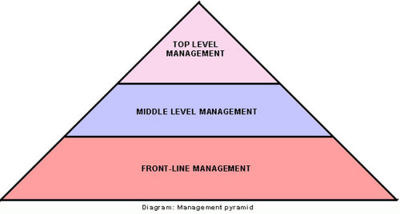 TOP LEVEL
MANAGEMENT
MIDDLE LEVEL MANAGEMENT
FRONT-LINE MANAGEMENT
Diagram: Management pyramid